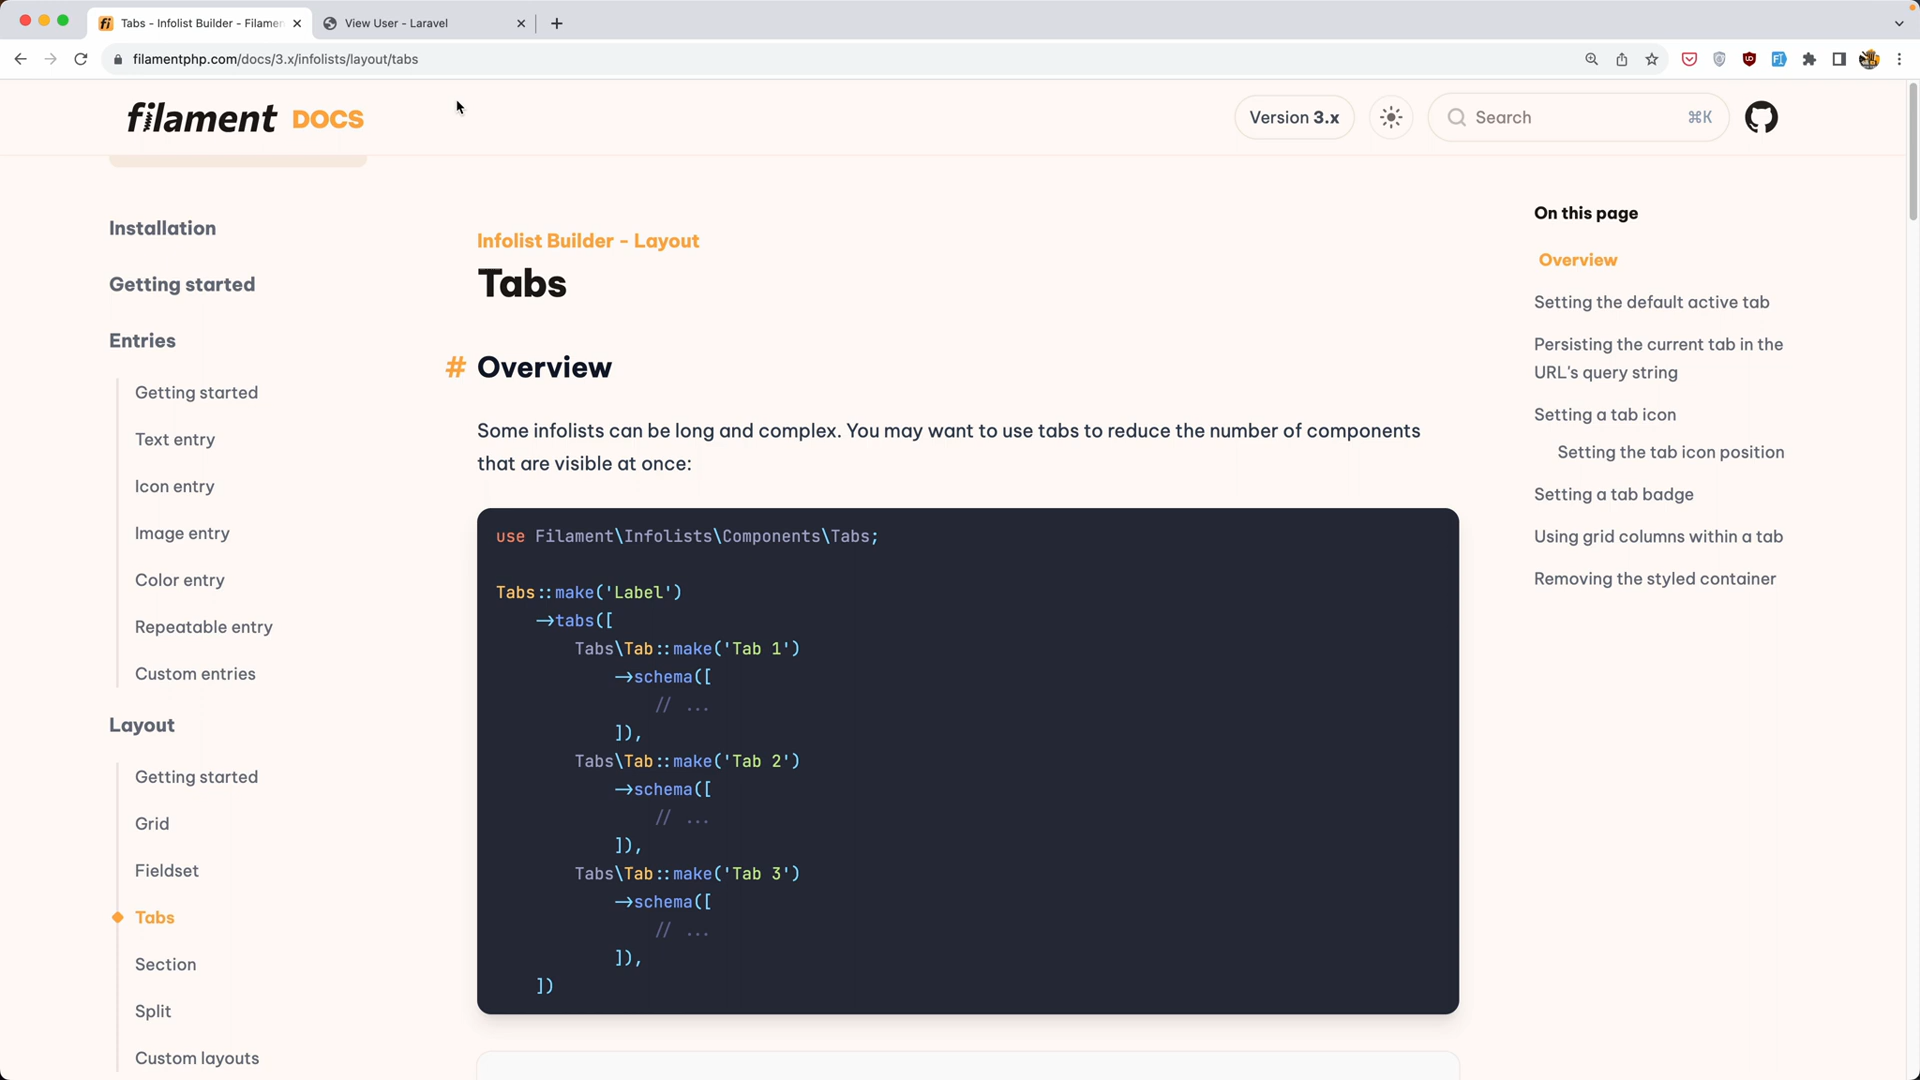 Tabs - Infolist Builder - Filamen
View User - Laravel
filamentphp.com/docs/3.x/infolists/layout/tabs
filament DOCS
Version 3.x
Search
⌘K
Installation
Getting started
Entries
Getting started
Text entry
Icon entry
Image entry
Color entry
Repeatable entry
Custom entries
Layout
Getting started
Grid
Fieldset
Tabs
Section
Split
Custom layouts
Infolist Builder - Layout
Tabs
# Overview
Some infolists can be long and complex. You may want to use tabs to reduce the number of components
that are visible at once:
use Filament\Infolists\Components\Tabs;
Tabs::make('Label')
->tabs([
Tabs\Tab::make('Tab 1')
->schema([
// ...
]),
Tabs\Tab::make('Tab 2')
->schema([
// ...
]),
Tabs\Tab::make('Tab 3')
->schema([
// ...
]),
])
On this page
Overview
Setting the default active tab
Persisting the current tab in the
URL's query string
Setting a tab icon
Setting the tab icon position
Setting a tab badge
Using grid columns within a tab
Removing the styled container